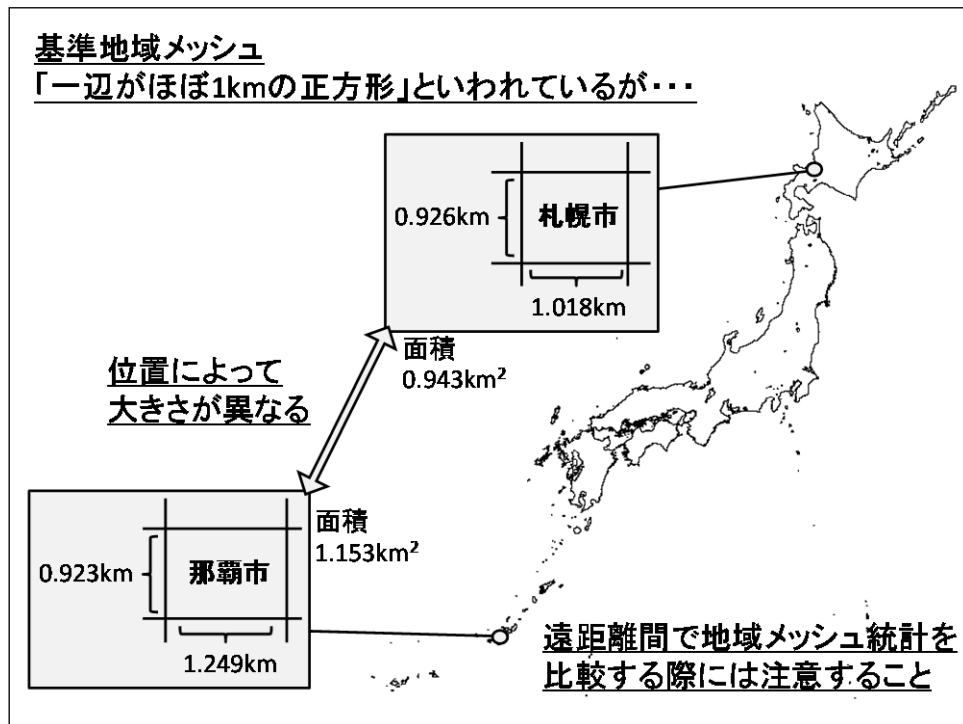 基準地域メッシュ
「一辺がほぼ1kmの正方形」といわれているが・・・
0.926km
札幌市
1.018km
面積
0.943km²
位置によって
大きさが異なる
面積
1.153km²
0.923km
那覇市
1.249km
遠距離間で地域メッシュ統計を
比較する際には注意すること